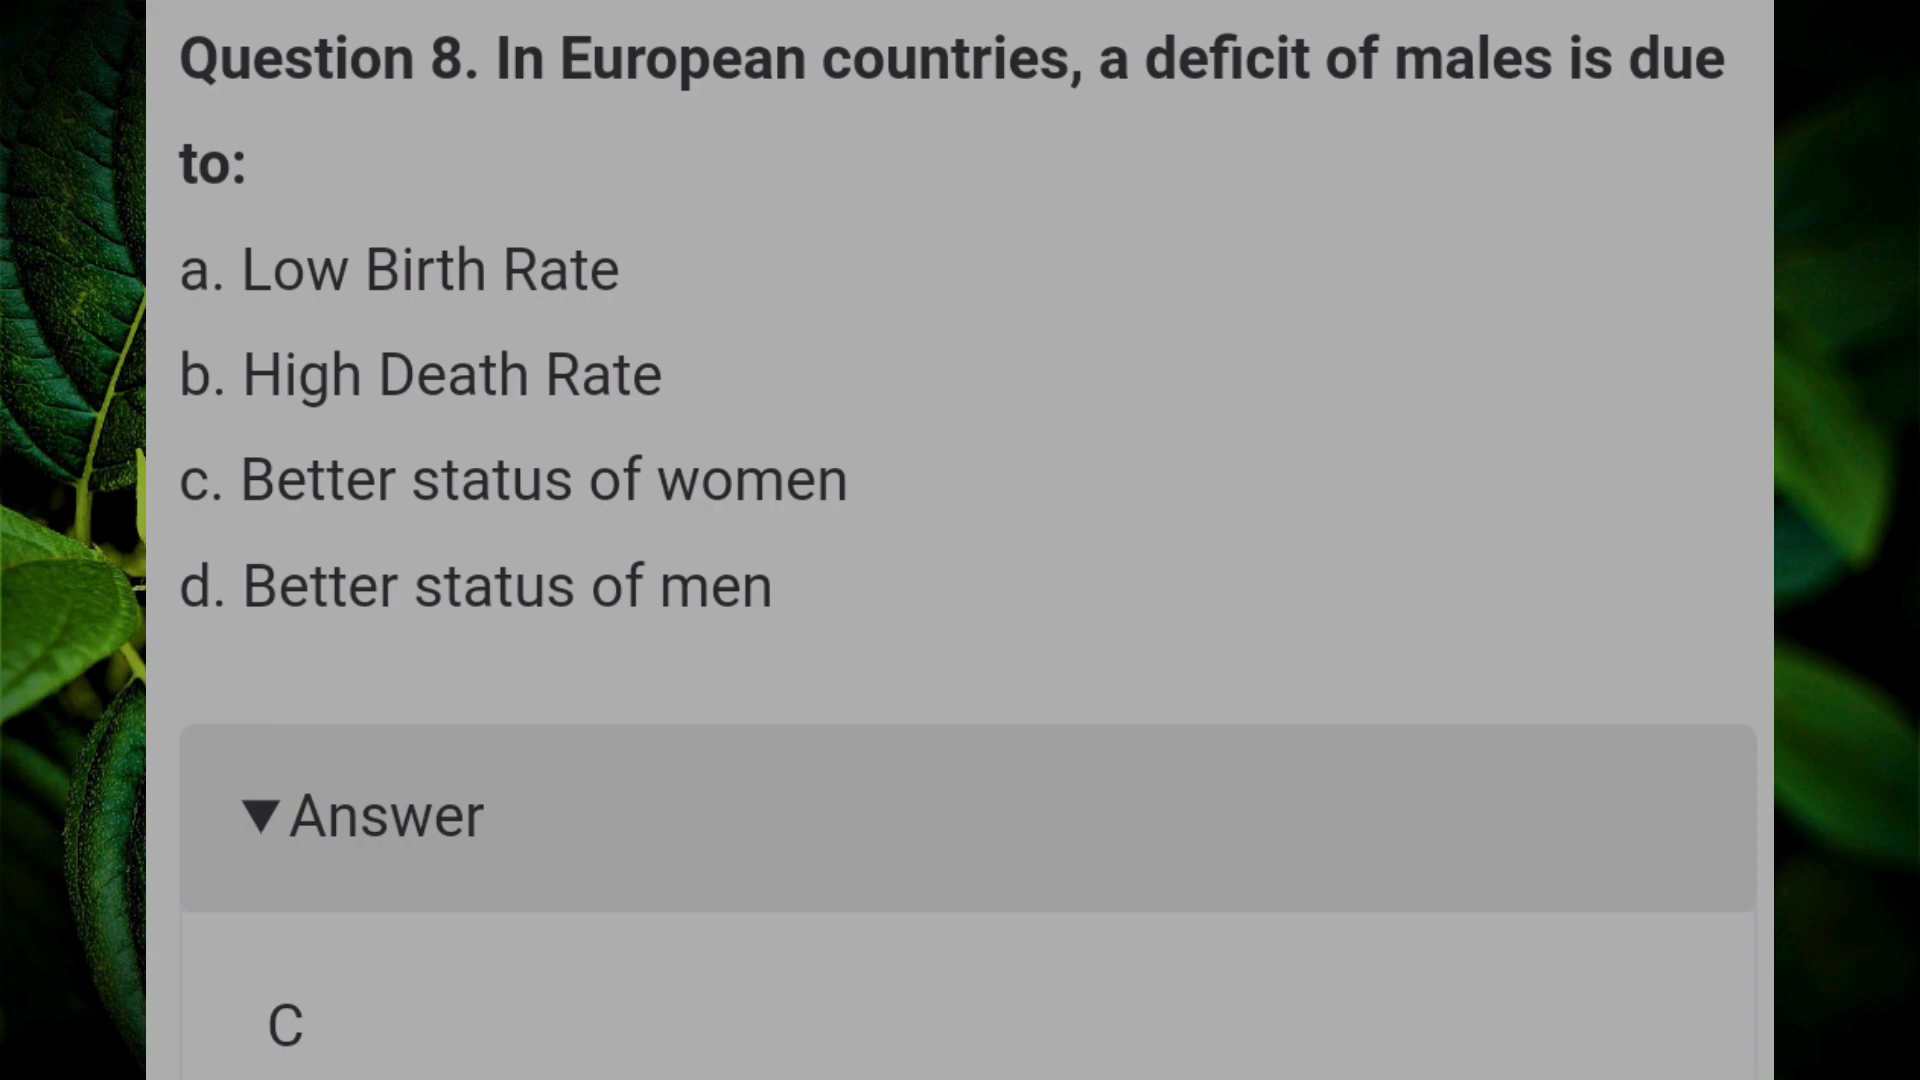 Question 8. In European countries, a deficit of males is due
to:
a. Low Birth Rate
b. High Death Rate
c. Better status of women
d. Better status of men
▼Answer
C